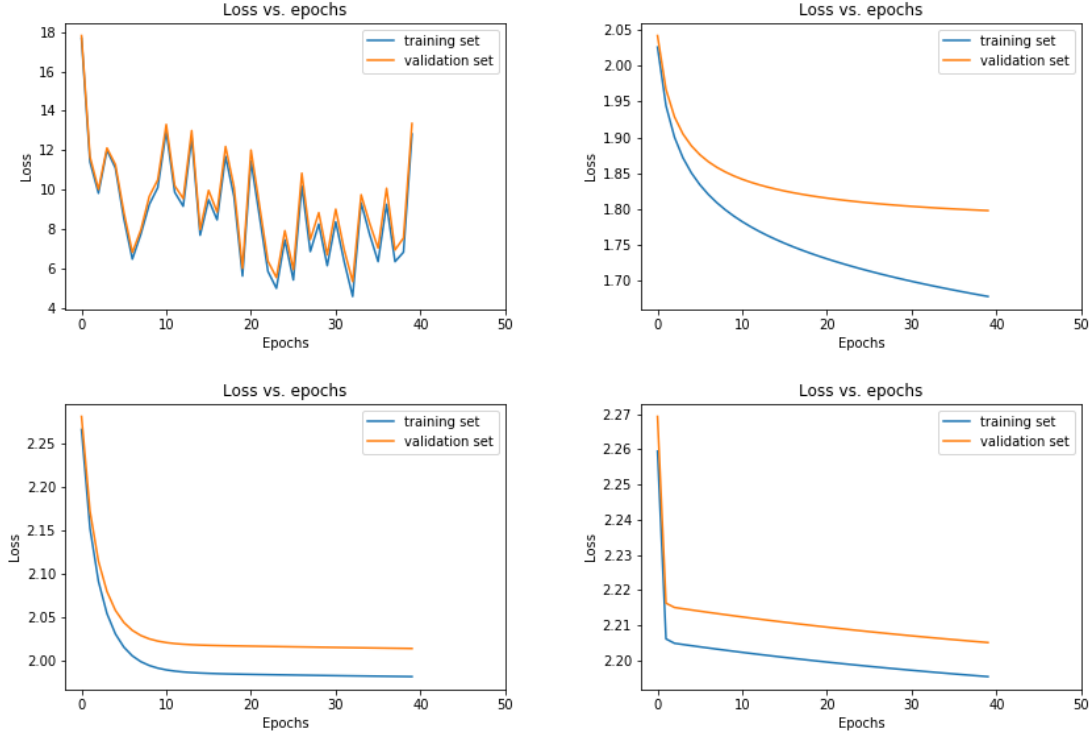 Loss vs. epochs
18
16
14
12
10
8
6
4
Loss
training set
validation set
0 10 20 30 40 50
Epochs
Loss vs. epochs
2.05
2.00
1.95
1.90
1.85
1.80
1.75
1.70
Loss
training set
validation set
0 10 20 30 40 50
Epochs
Loss vs. epochs
2.25
2.20
2.15
2.10
2.05
2.00
Loss
training set
validation set
0 10 20 30 40 50
Epochs
Loss vs. epochs
2.27
2.26
2.25
2.24
2.23
2.22
2.21
2.20
Loss
training set
validation set
0 10 20 30 40 50
Epochs